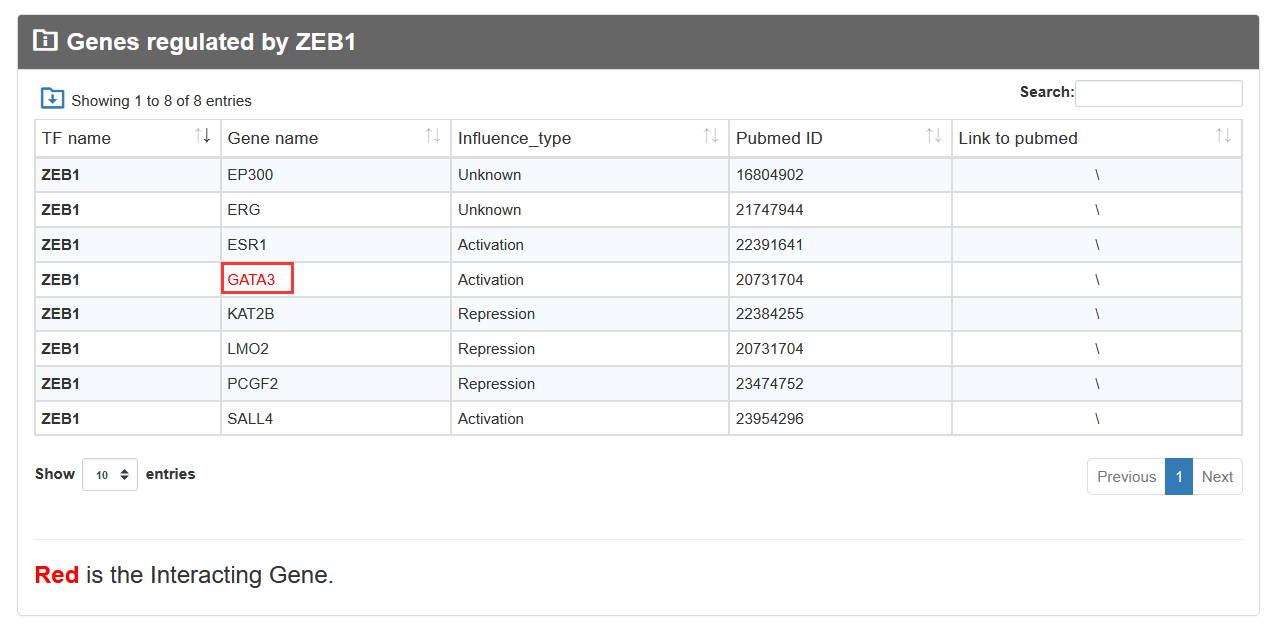 Genes regulated by ZEB1
Showing 1 to 8 of 8 entries
Search:
TF name Gene name Influence_type Pubmed ID Link to pubmed
ZEB1 EP300 Unknown 16804902 \
ZEB1 ERG Unknown 21747944 \
ZEB1 ESR1 Activation 22391641 \
ZEB1 GATA3 Activation 20731704 \
ZEB1 KAT2B Repression 22384255 \
ZEB1 LMO2 Repression 20731704 \
ZEB1 PCGF2 Repression 23474752 \
ZEB1 SALL4 Activation 23954296 \
Show 10 entries
Previous 1 Next
Red is the Interacting Gene.